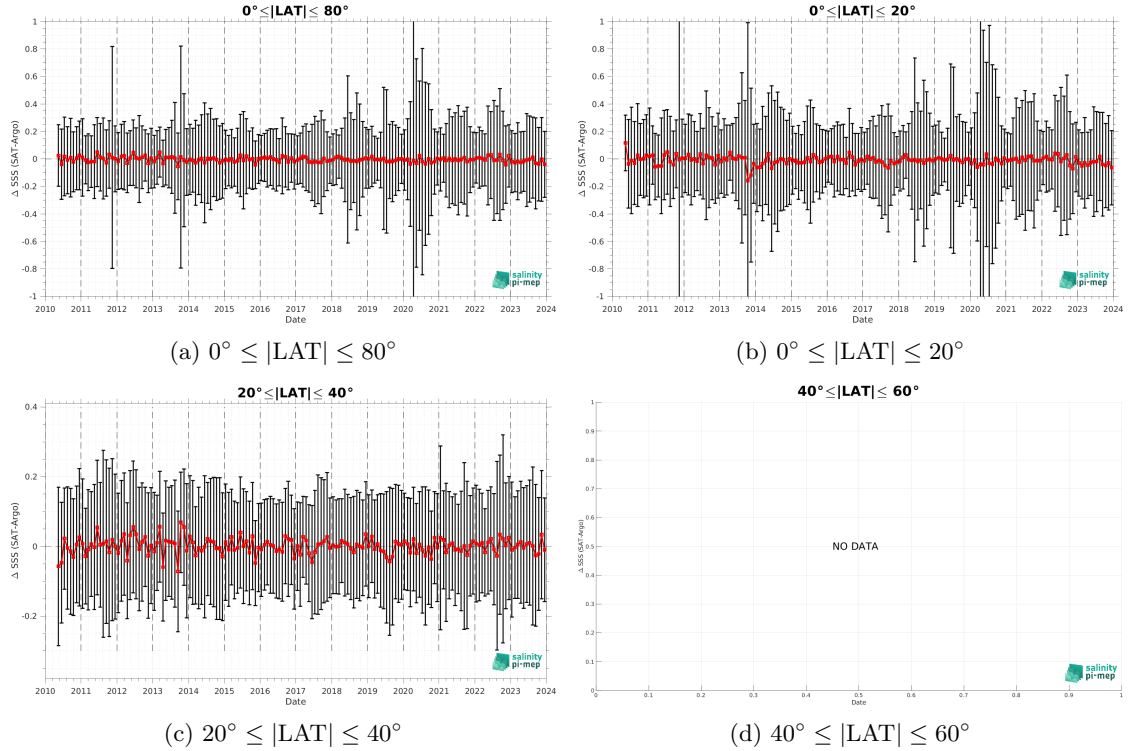 0°≤|LAT|≤ 80°
Δ SSS (SAT-Argo)
1
0.8
0.6
0.4
0.2
0
-0.2
-0.4
-0.6
-0.8
-1
2010 2011 2012 2013 2014 2015 2016 2017 2018 2019 2020 2021 2022 2023 2024
Date
salinity
pi-mep
(a) 0° ≤ |LAT| ≤ 80°
0°≤|LAT|≤ 20°
Δ SSS (SAT-Argo)
1
0.8
0.6
0.4
0.2
0
-0.2
-0.4
-0.6
-0.8
-1
2010 2011 2012 2013 2014 2015 2016 2017 2018 2019 2020 2021 2022 2023 2024
Date
salinity
pi-mep
(b) 0° ≤ |LAT| ≤ 20°
20°≤|LAT|≤ 40°
Δ SSS (SAT-Argo)
0.4
0.2
0
-0.2
2010 2011 2012 2013 2014 2015 2016 2017 2018 2019 2020 2021 2022 2023 2024
Date
salinity
pi-mep
(c) 20° ≤ |LAT| ≤ 40°
40°≤|LAT|≤ 60°
Δ SSS (SAT-Argo)
1
0.9
0.8
0.7
0.6
0.5
0.4
0.3
0.2
0.1
0
NO DATA
0 0.1 0.2 0.3 0.4 0.5 0.6 0.7 0.8 0.9 1
Date
salinity
pi-mep
(d) 40° ≤ |LAT| ≤ 60°